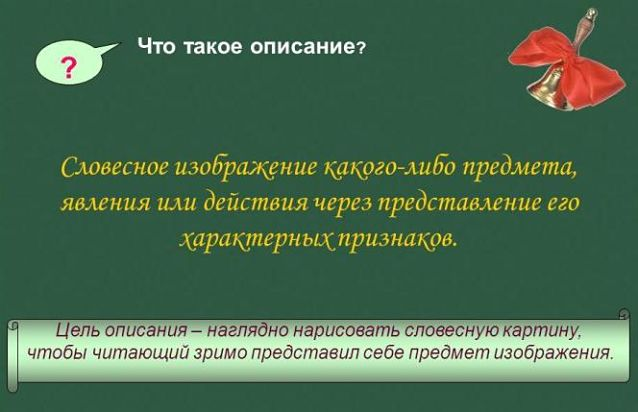 ?
Что такое описание?
Словесное изображение какого-либо предмета,
явления или действия через представление его
характерных признаков.
Цель описания – наглядно нарисовать словесную картину,
чтобы читающий зримо представил себе предмет изображения.